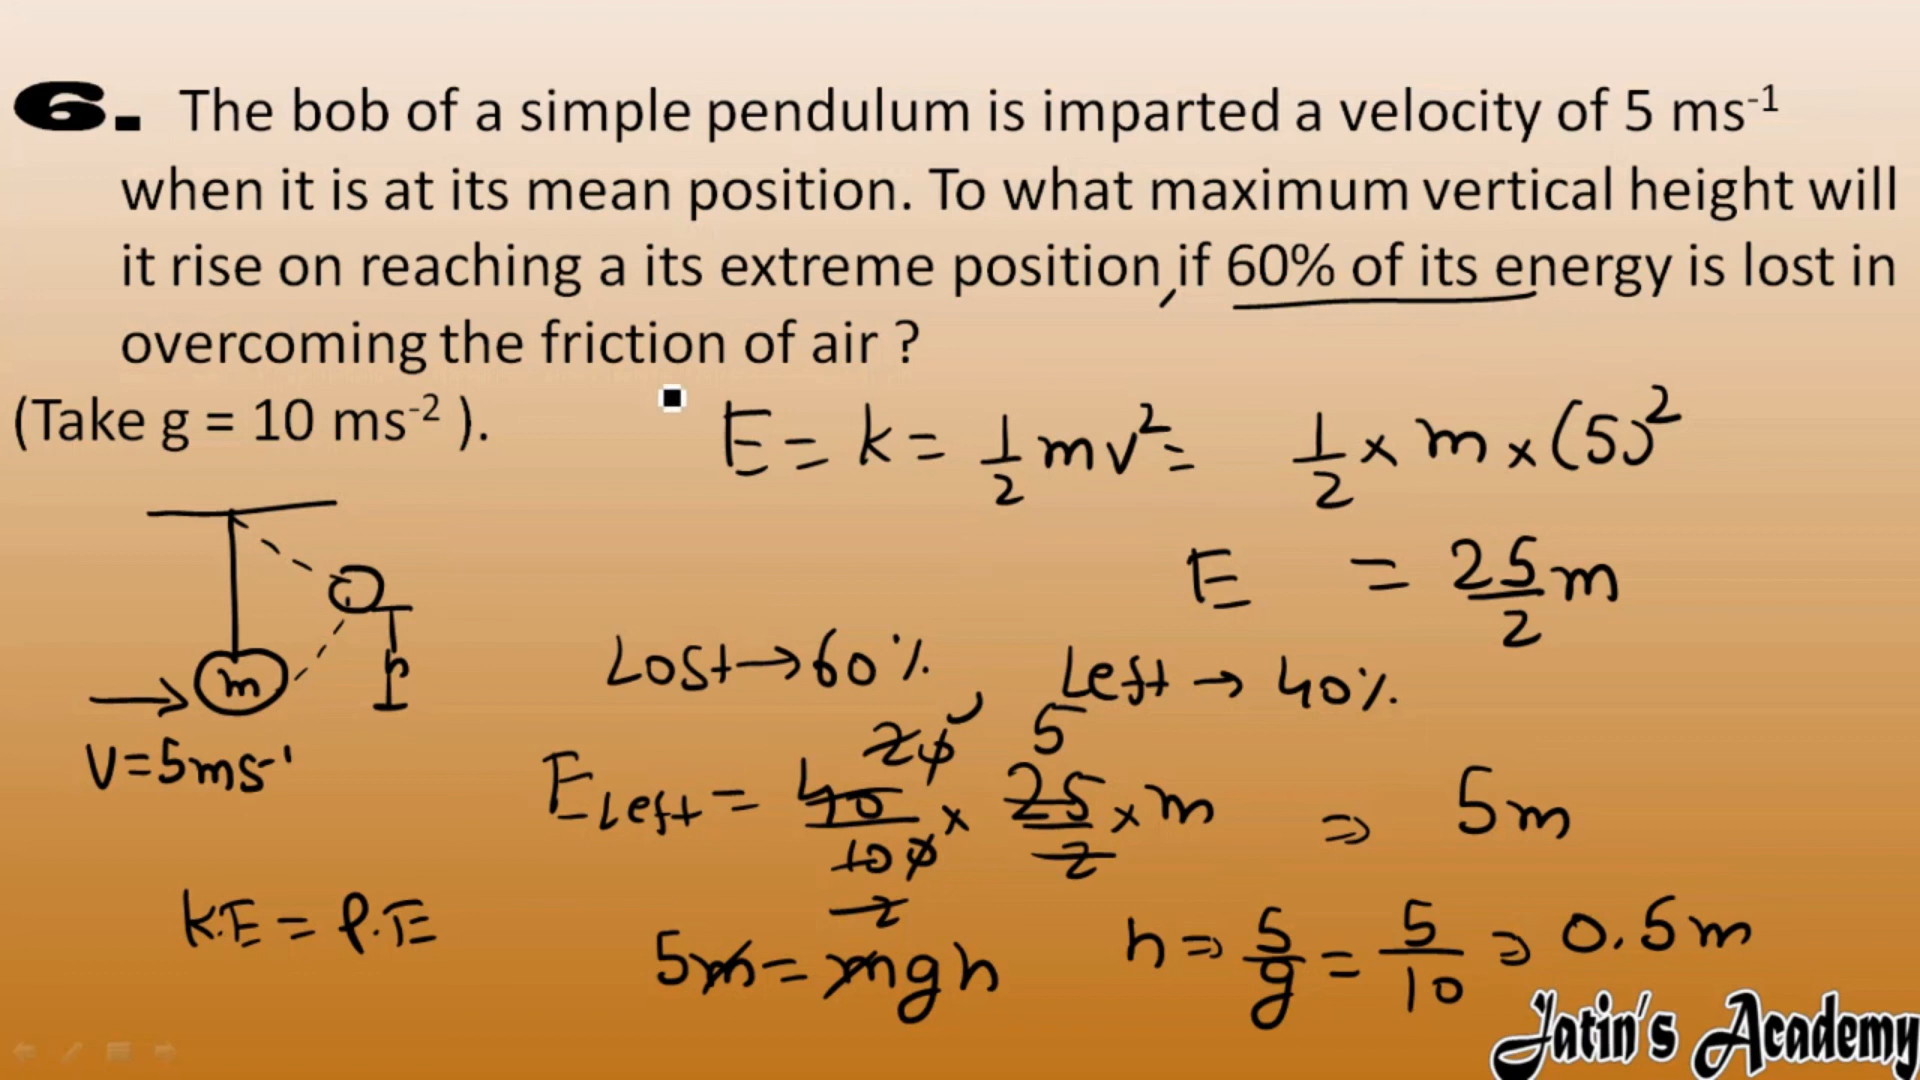 6. The bob of a simple pendulum is imparted a velocity of 5 ms⁻¹
when it is at its mean position. To what maximum vertical height will
it rise on reaching a its extreme position, if 60% of its energy is lost in
overcoming the friction of air ?
(Take g = 10 ms⁻² ).
E = k = 1/2 mv² = 1/2 × m × (5)²
E = 25/2 m
h
m
V = 5ms⁻¹
Lost → 60%
Left → 40%
E Left = 40/100 × 25/2 × m ⇒ 5m
20 5
2
K.E = P.E
5m = mgh
h ⇒ 5/g = 5/10 ⇒ 0.5m
Jatin's Academy